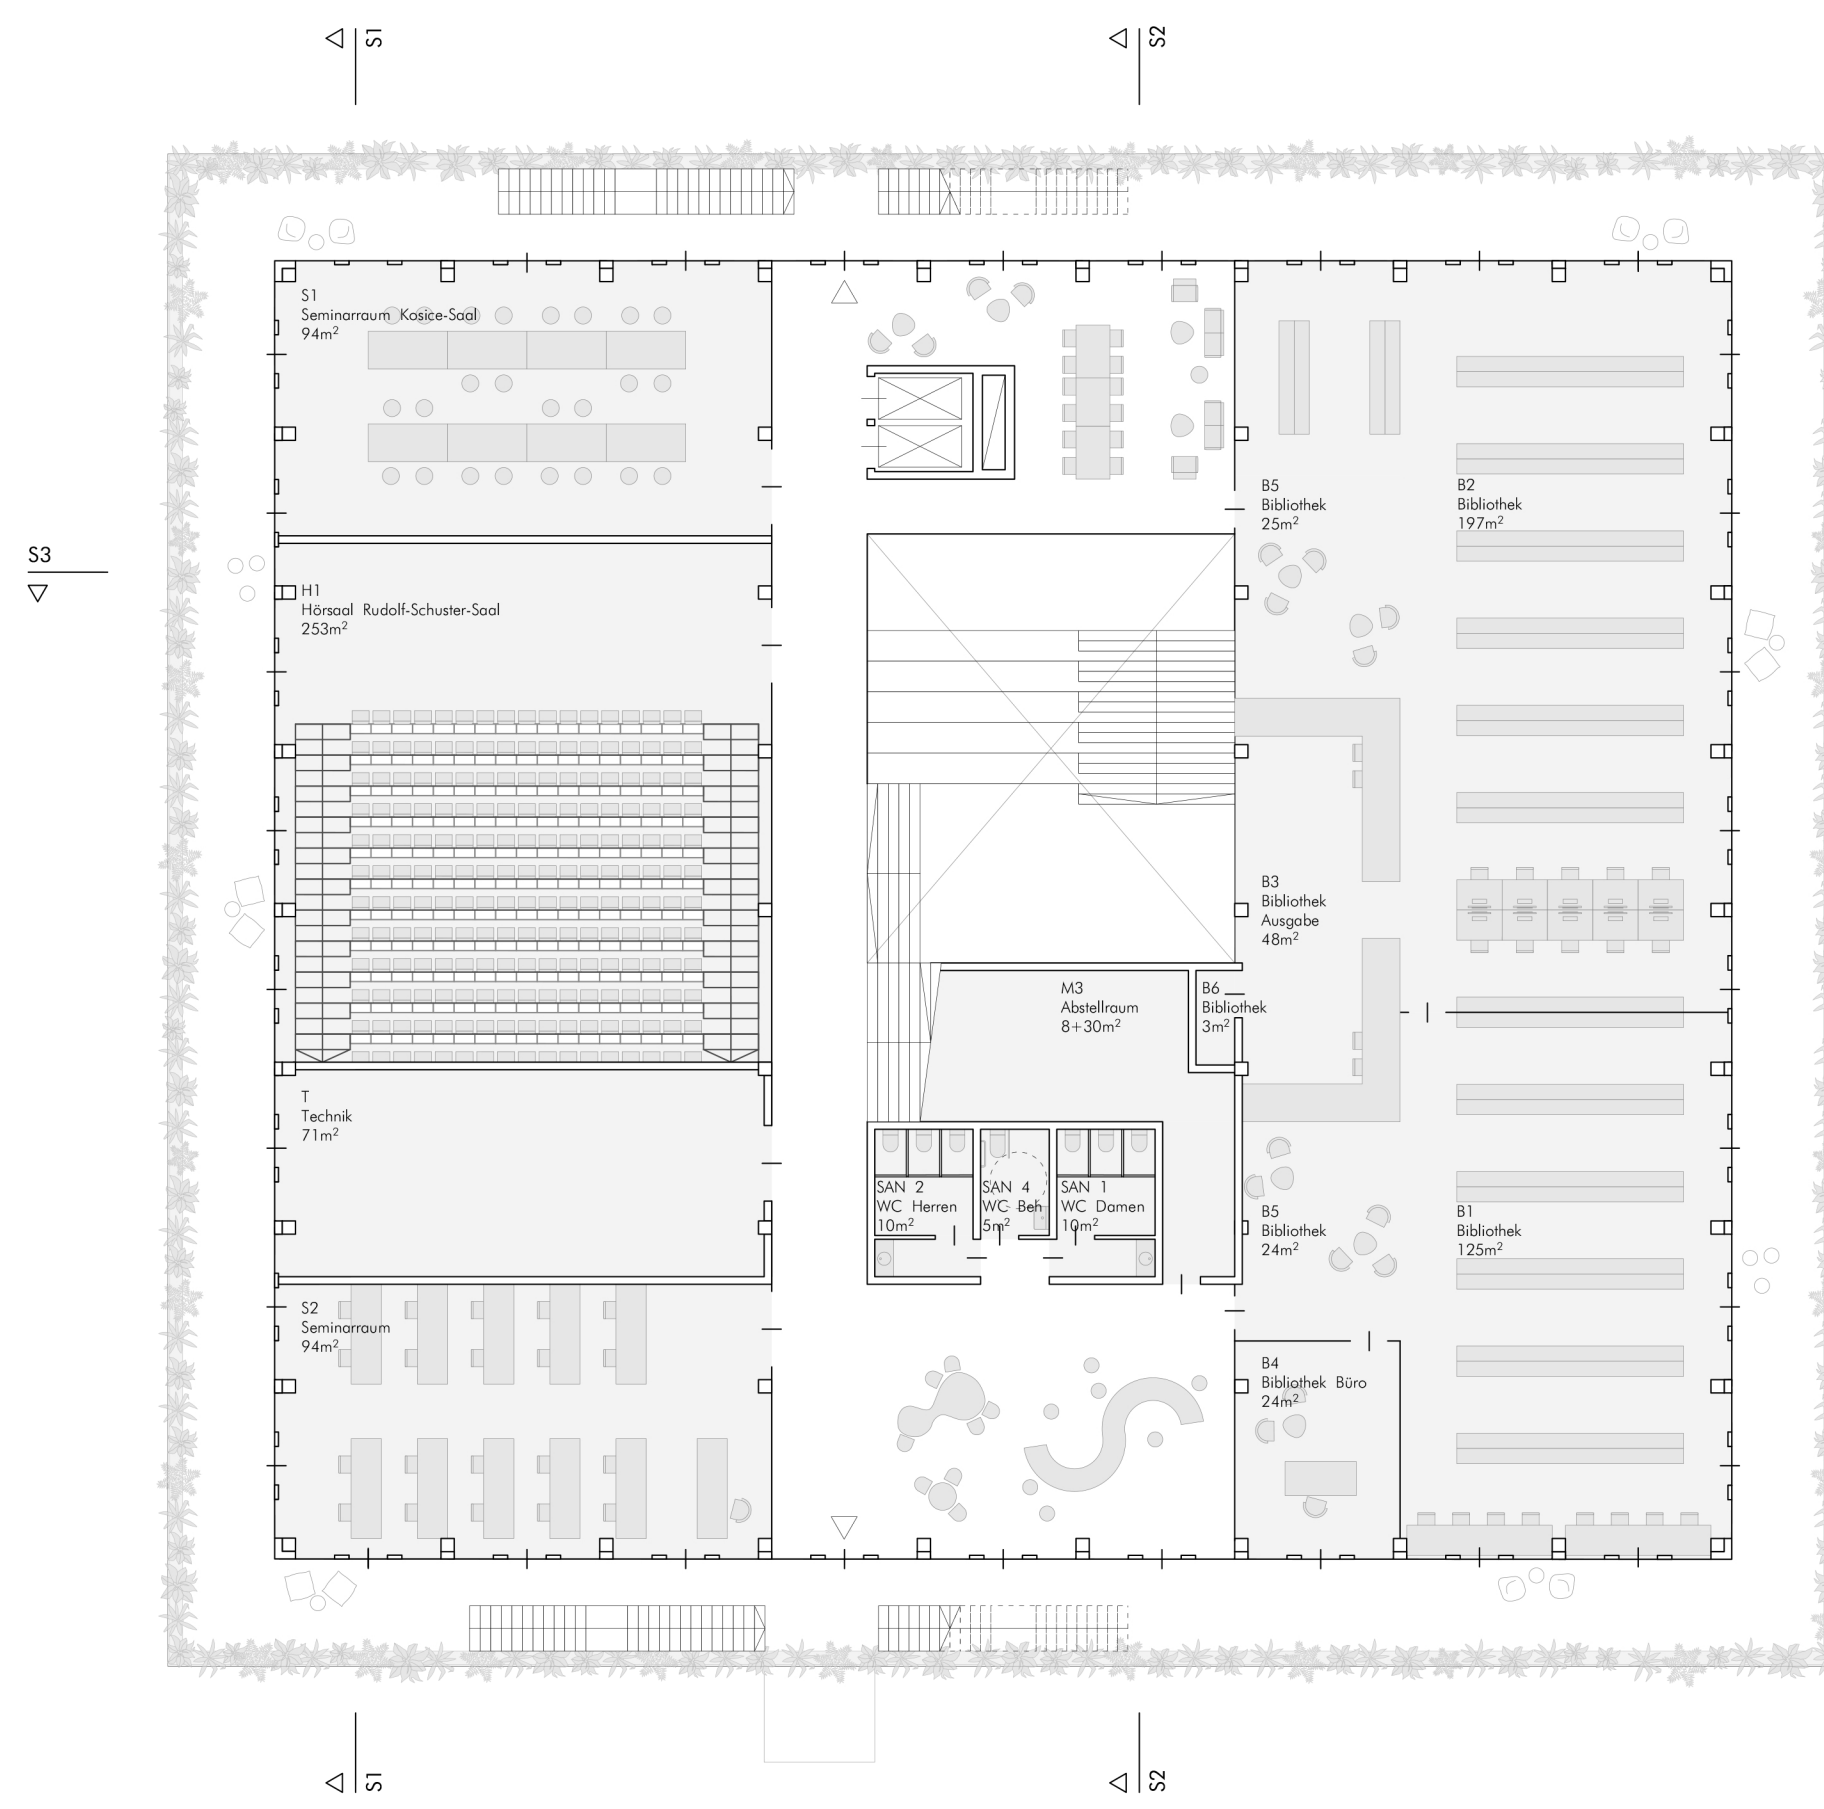 S1
S2
S3
S1
Seminarraum Kosice-Saal
94m²
H1
Hörsaal Rudolf-Schuster-Saal
253m²
B5
Bibliothek
25m²
B2
Bibliothek
197m²
B3
Bibliothek
Ausgabe
48m²
M3
Abstellraum
8+30m²
B6
Bibliothek
3m²
T
Technik
71m²
SAN 2
WC Herren
10m²
SAN 4
WC Beh
5m²
SAN 1
WC Damen
10m²
B5
Bibliothek
24m²
B1
Bibliothek
125m²
S2
Seminarraum
94m²
B4
Bibliothek Büro
24m²
S1
S2